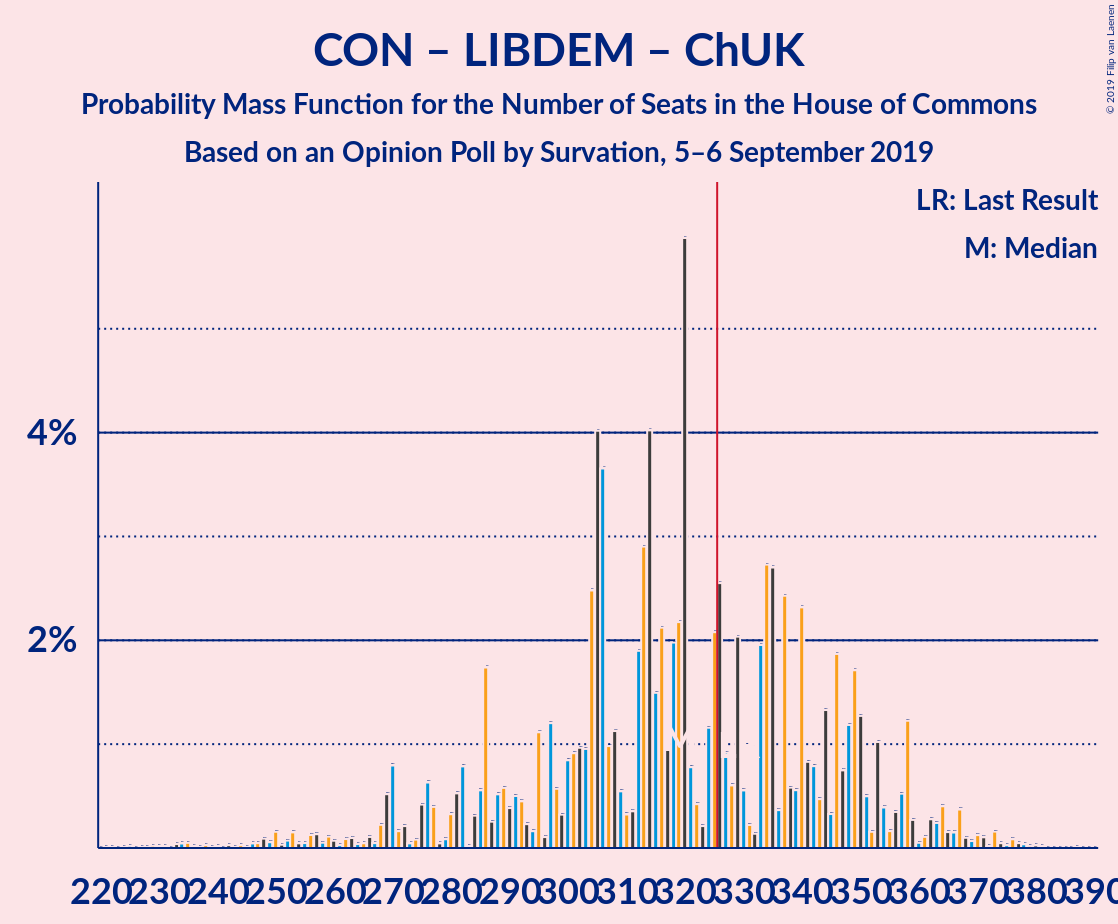 CON – LIBDEM – ChUK
Probability Mass Function for the Number of Seats in the House of Commons
Based on an Opinion Poll by Survation, 5–6 September 2019
© 2019 Filip van Laenen
LR: Last Result
M: Median
4%
2%
M
220 230 240 250 260 270 280 290 300 310 320 330 340 350 360 370 380 390